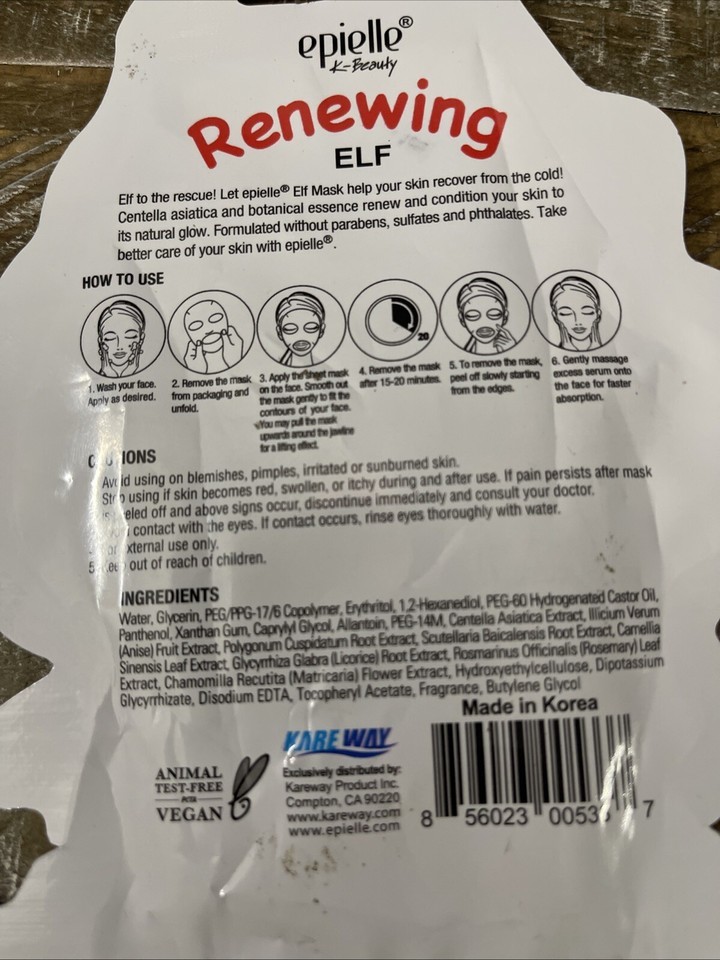 epielle®
K-Beauty
Renewing
ELF
Elf to the rescue! Let epielle® Elf Mask help your skin recover from the cold!
Centella asiatica and botanical essence renew and condition your skin to
its natural glow. Formulated without parabens, sulfates and phthalates. Take
better care of your skin with epielle®.
HOW TO USE
20
1. Wash your face.
Apply as desired.
2. Remove the mask
from packaging and
unfold.
3. Apply the sheet mask
on the face. Smooth out
the mask gently to fit the
contours of your face.
You may pull the mask
upwards around the jawline
for a lifting effect.
4. Remove the mask
after 15-20 minutes.
5. To remove the mask,
peel off slowly starting
from the edges.
6. Gently massage
excess serum onto
the face for faster
absorption.
using on blemishes, pimples, irritated or sunburned skin.
using if skin becomes red, swollen, or itchy during and after use. If pain persists after mask
off and above signs occur, discontinue immediately and consult your doctor.
contact with the eyes. If contact occurs, rinse eyes thoroughly with water.
use only.
5. out of reach of children.
INGREDIENTS
Water, Glycerin, PEG/PPG-17/6 Copolymer, Erythritol, 1,2-Hexanediol, PEG-60 Hydrogenated Castor Oil,
Panthenol, Xanthan Gum, Caprylyl Glycol, Allantoin, PEG-14M, Centella Asiatica Extract, Illicium Verum
(Anise) Fruit Extract, Polygonum Cuspidatum Root Extract, Scutellaria Baicalensis Root Extract, Camellia
Sinensis Leaf Extract, Glycyrrhiza Glabra (Licorice) Root Extract, Rosmarinus Officinalis (Rosemary) Leaf
Extract, Chamomilla Recutita (Matricaria) Flower Extract, Hydroxyethylcellulose, Dipotassium
Glycyrrhizate, Disodium EDTA, Tocopheryl Acetate, Fragrance, Butylene Glycol
Made in Korea
KAREWAY
ANIMAL
TEST-FREE
PETA
VEGAN
Exclusively distributed by:
Kareway Product Inc.
Compton, CA 90220
www.kareway.com
www.epielle.com
8 56023 0053 7